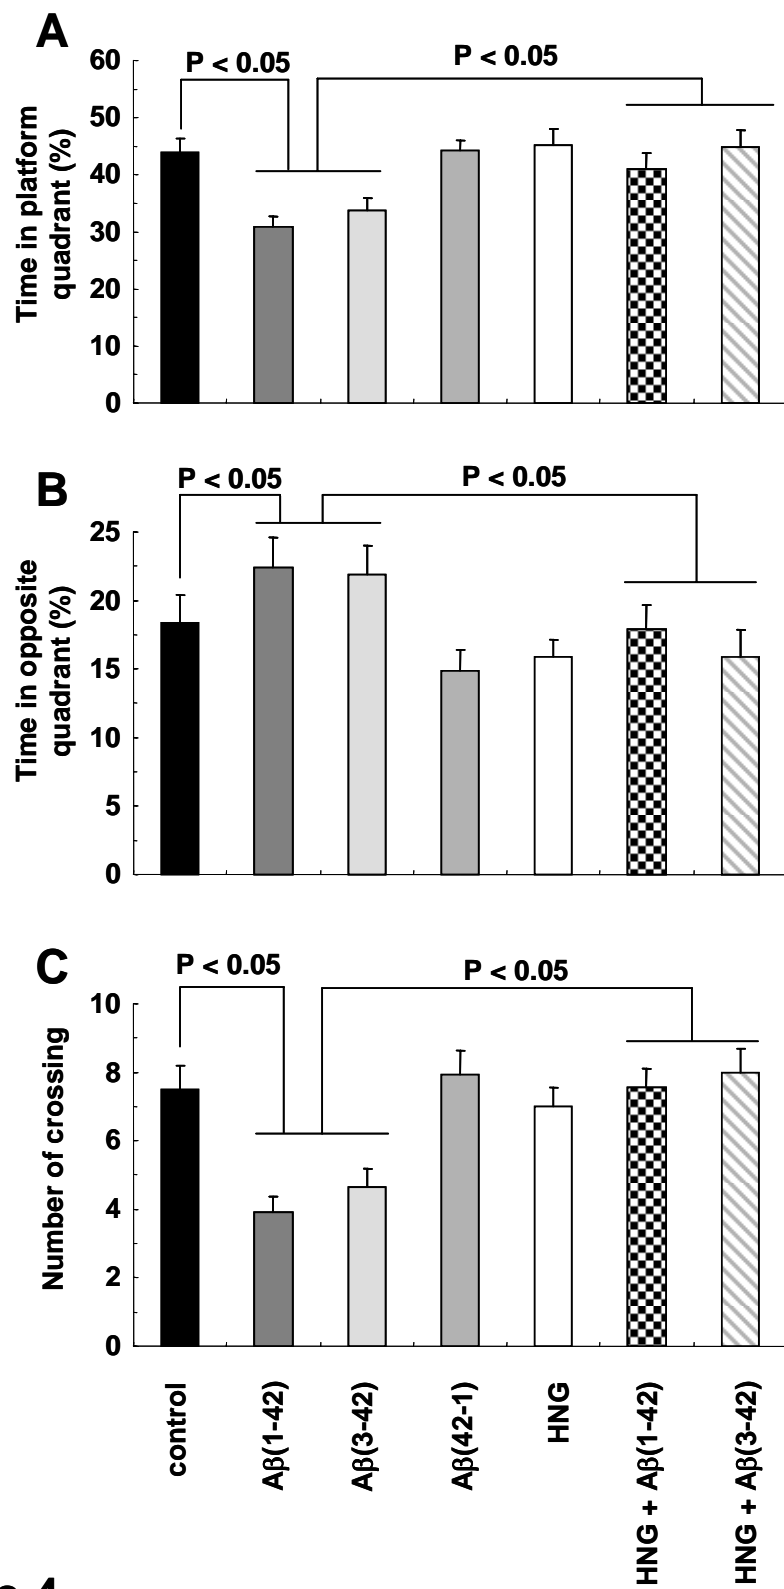 A
P < 0.05
P < 0.05
60
50
40
30
20
10
0
Time in platform
quadrant (%)
B
P < 0.05
P < 0.05
25
20
15
10
5
0
Time in opposite
quadrant (%)
C
P < 0.05
P < 0.05
10
8
6
4
2
0
Number of crossing
control
Aβ(1-42)
Aβ(3-42)
Aβ(42-1)
HNG
HNG + Aβ(1-42)
HNG + Aβ(3-42)